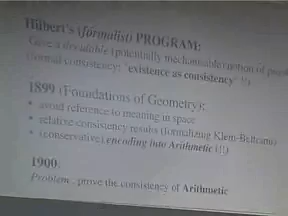 Hilbert's (formalist) PROGRAM:
Give a decidable (potentially mechanisable) notion of proof
(formal consistency: "existence as consistency" !!)
1899 (Foundations of Geometry):
• avoid reference to meaning in space
• relative consistency results (formalizing Klein-Beltrami)
• (conservative) encoding into Arithmetic (!!)
1900.
Problem: prove the consistency of Arithmetic